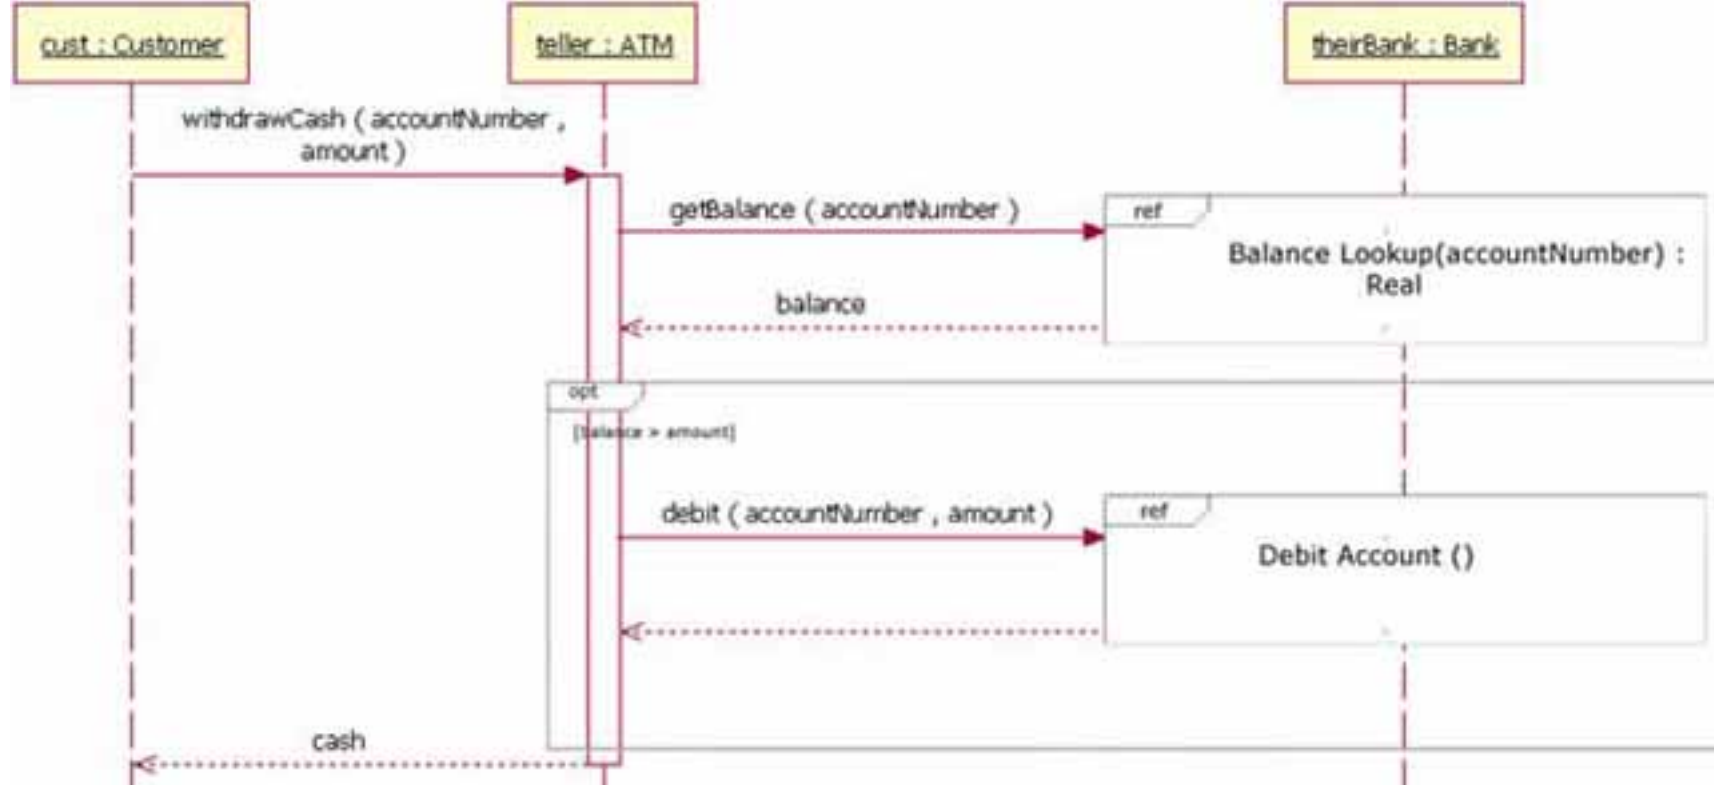 cust : Customer
teller : ATM
theirBank : Bank
withdrawCash ( accountNumber ,
amount )
getBalance ( accountNumber )
ref
Balance Lookup(accountNumber) :
Real
balance
opt
[balance > amount]
debit ( accountNumber , amount )
ref
Debit Account ()
cash